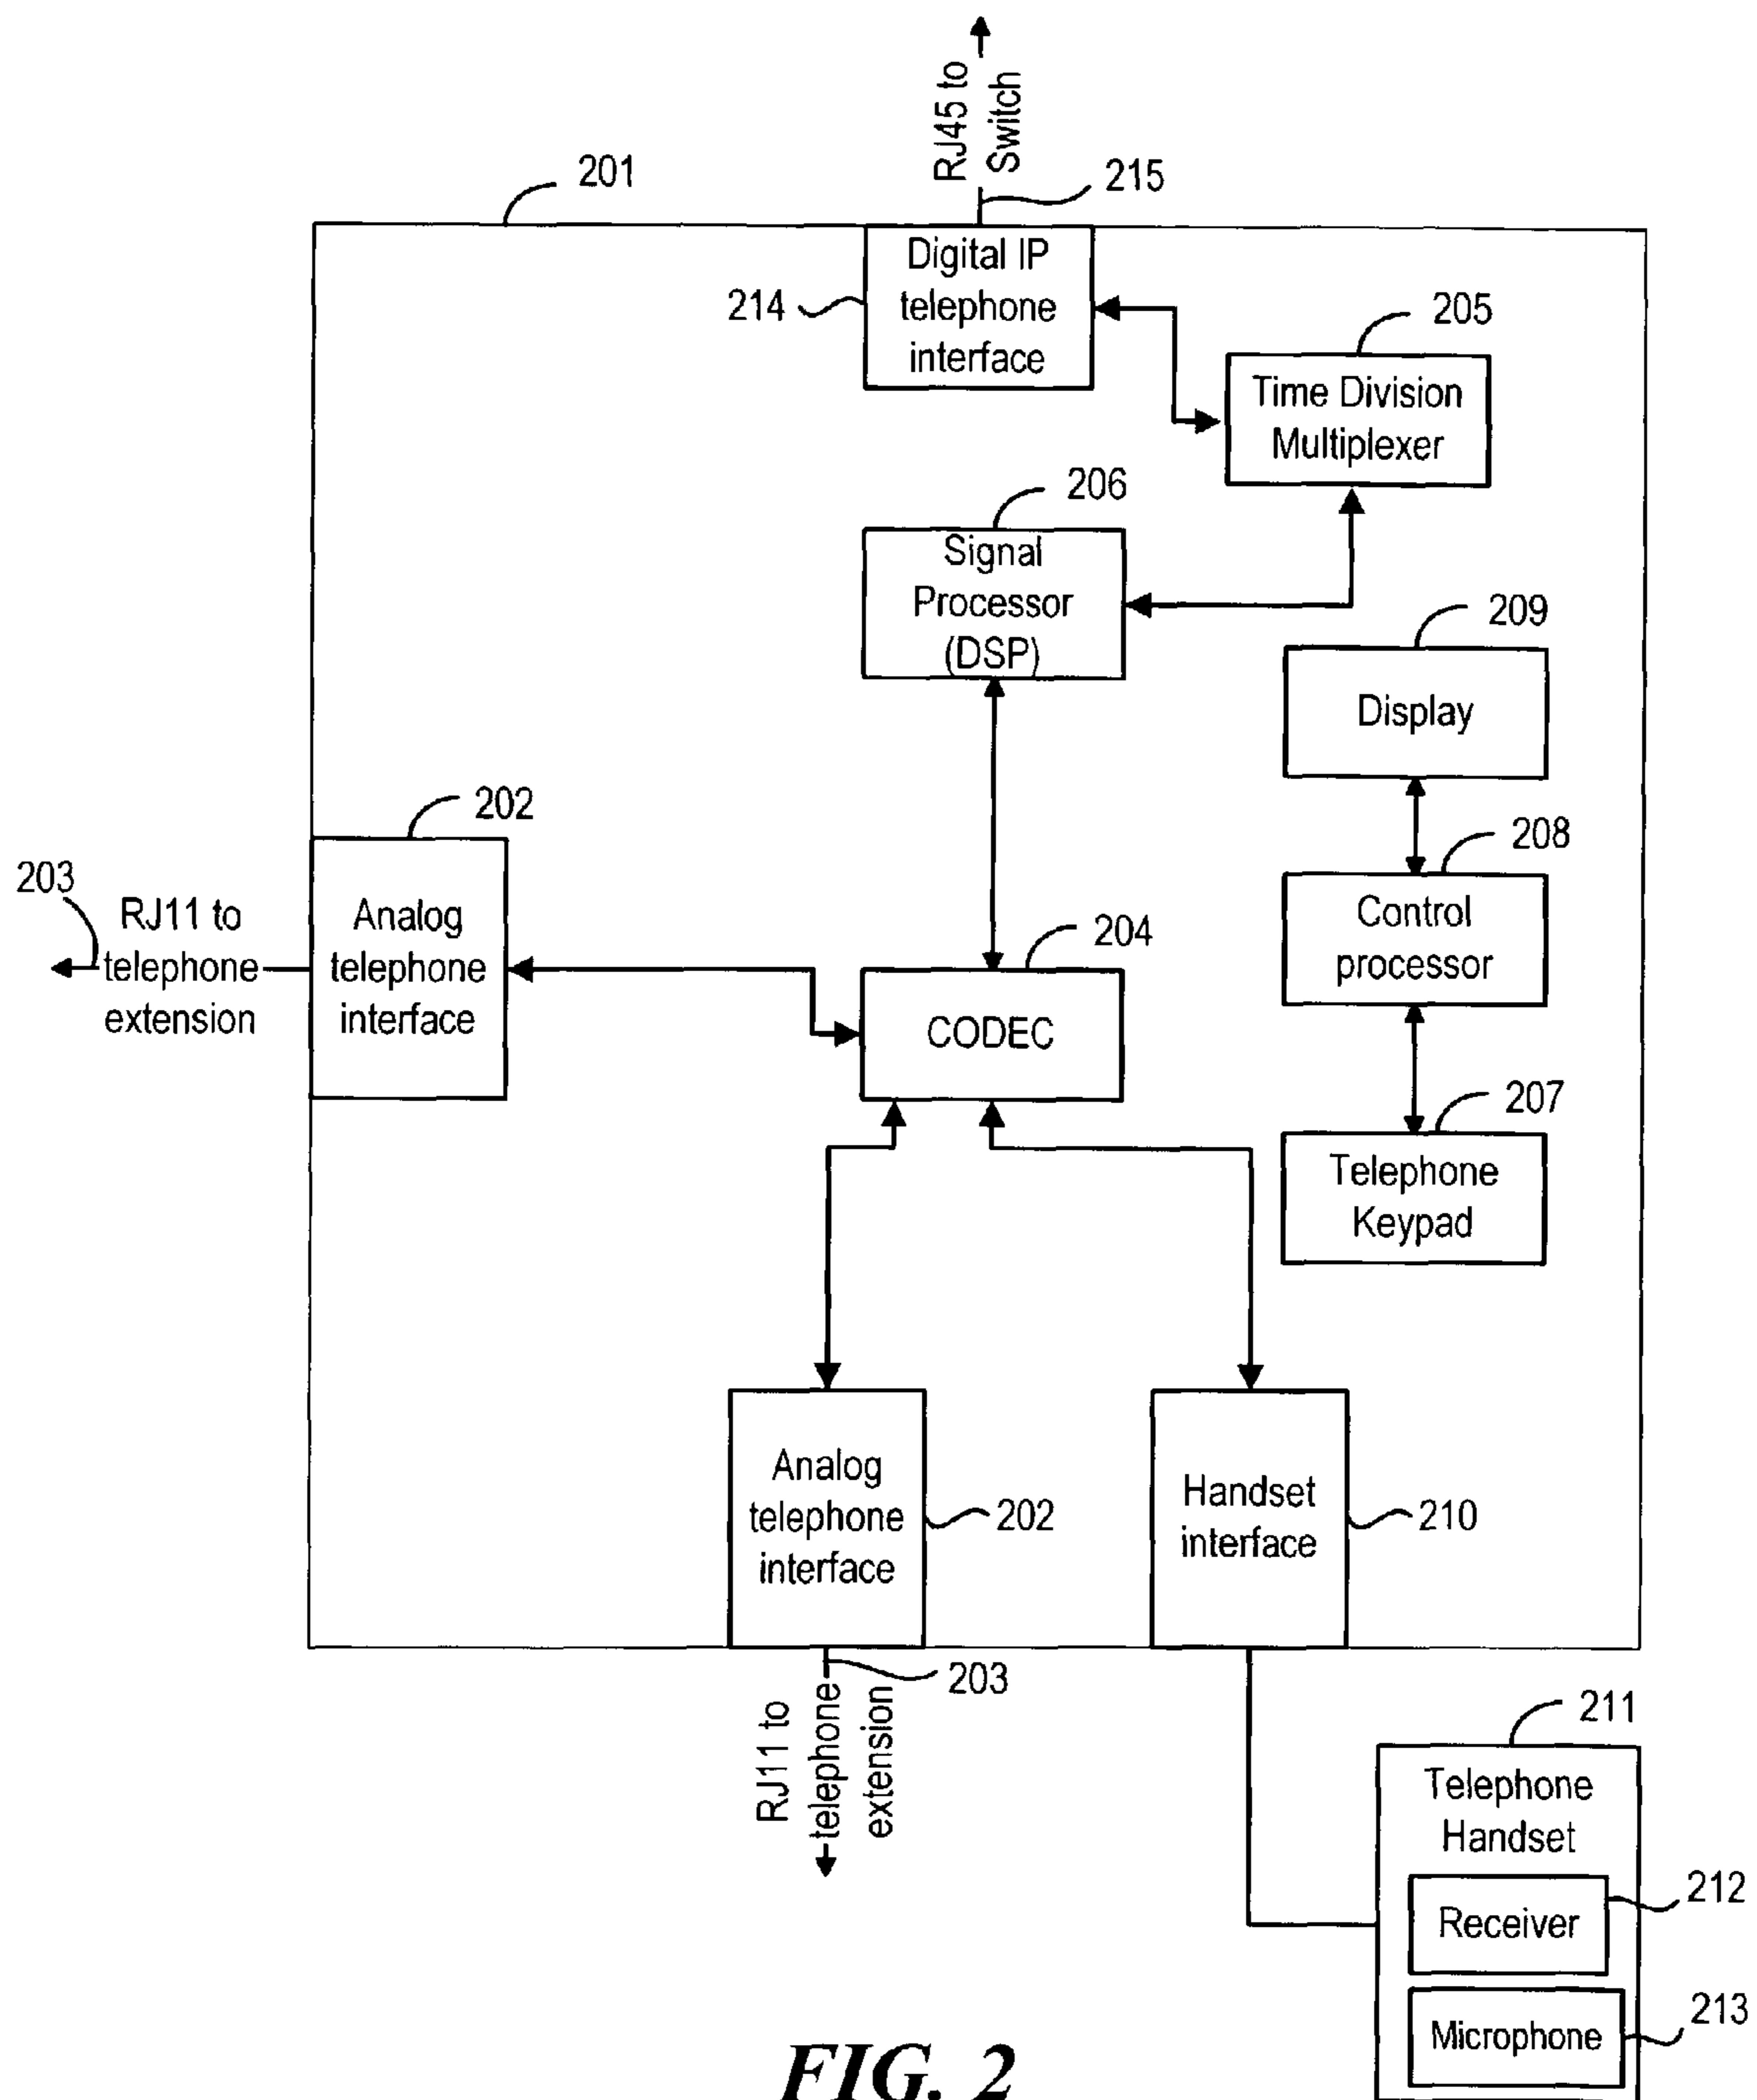 RJ45 to
Switch
201
215
Digital IP
telephone
interface
214
205
Time Division
Multiplexer
206
Signal
Processor
(DSP)
209
Display
202
208
203
RJ11 to
telephone
extension
Analog
telephone
interface
204
CODEC
Control
processor
207
Telephone
Keypad
Analog
telephone
interface
202
Handset
interface
210
203
RJ11 to
telephone
extension
211
Telephone
Handset
212
Receiver
213
Microphone
FIG. 2